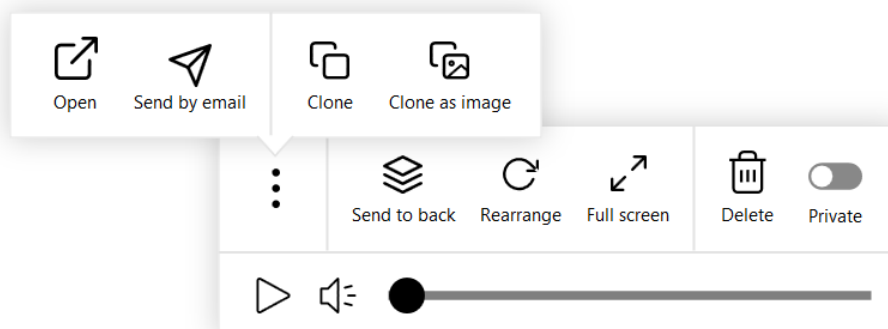 Open
Send by email
Clone
Clone as image
Send to back
Rearrange
Full screen
Delete
Private